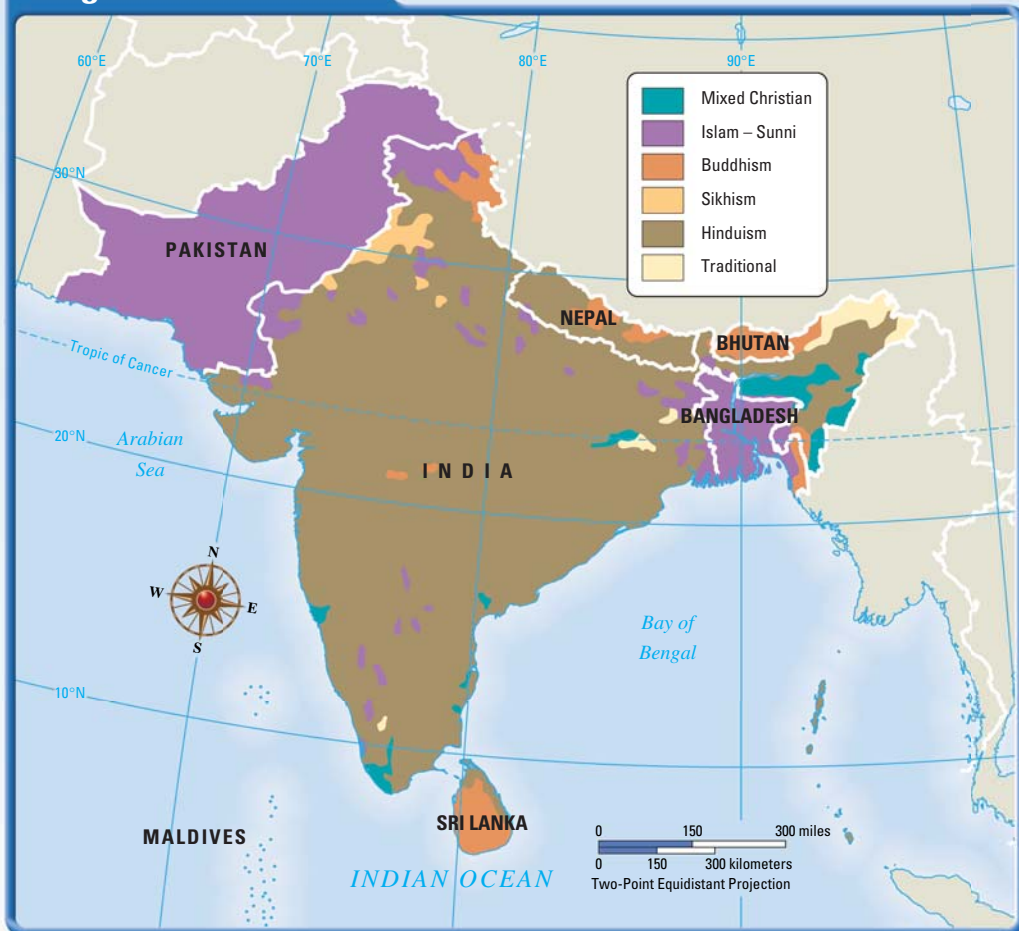 60°E
70°E
80°E
90°E
Mixed Christian
Islam – Sunni
Buddhism
Sikhism
Hinduism
Traditional
30°N
PAKISTAN
NEPAL
BHUTAN
Tropic of Cancer
BANGLADESH
20°N
Arabian
Sea
INDIA
N
W
E
S
Bay of
Bengal
10°N
MALDIVES
SRI LANKA
0 150 300 miles
0 150 300 kilometers
Two-Point Equidistant Projection
INDIAN OCEAN